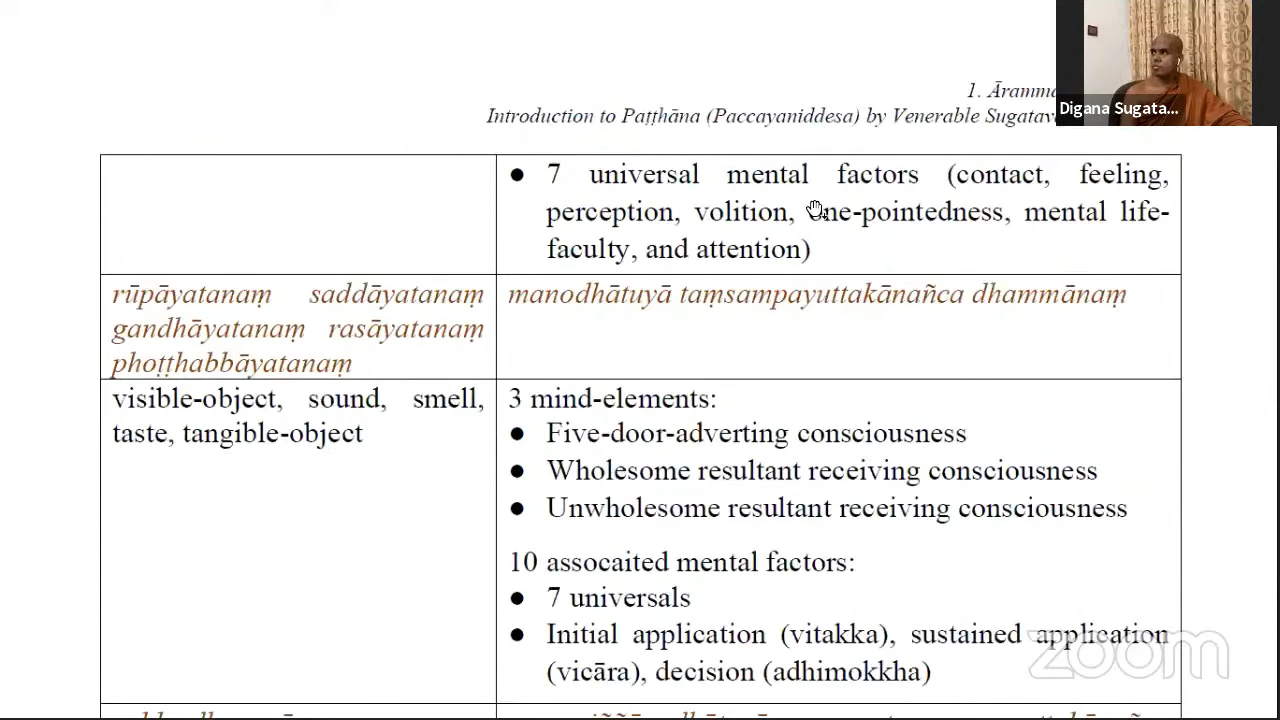 1. Āramma
Introduction to Paṭṭhāna (Paccayaniddesa) by Venerable Sugatava
Digana Sugata...
● 7 universal mental factors (contact, feeling,
perception, volition, one-pointedness, mental life-
faculty, and attention)
rūpāyatanaṃ saddāyatanaṃ
gandhāyatanaṃ rasāyatanaṃ
phoṭṭhabbāyatanaṃ
manodhātuyā taṃsampayuttakānañca dhammānaṃ
visible-object, sound, smell,
taste, tangible-object
3 mind-elements:
● Five-door-adverting consciousness
● Wholesome resultant receiving consciousness
● Unwholesome resultant receiving consciousness
10 assocaited mental factors:
● 7 universals
● Initial application (vitakka), sustained application
(vicāra), decision (adhimokkha)
zoom